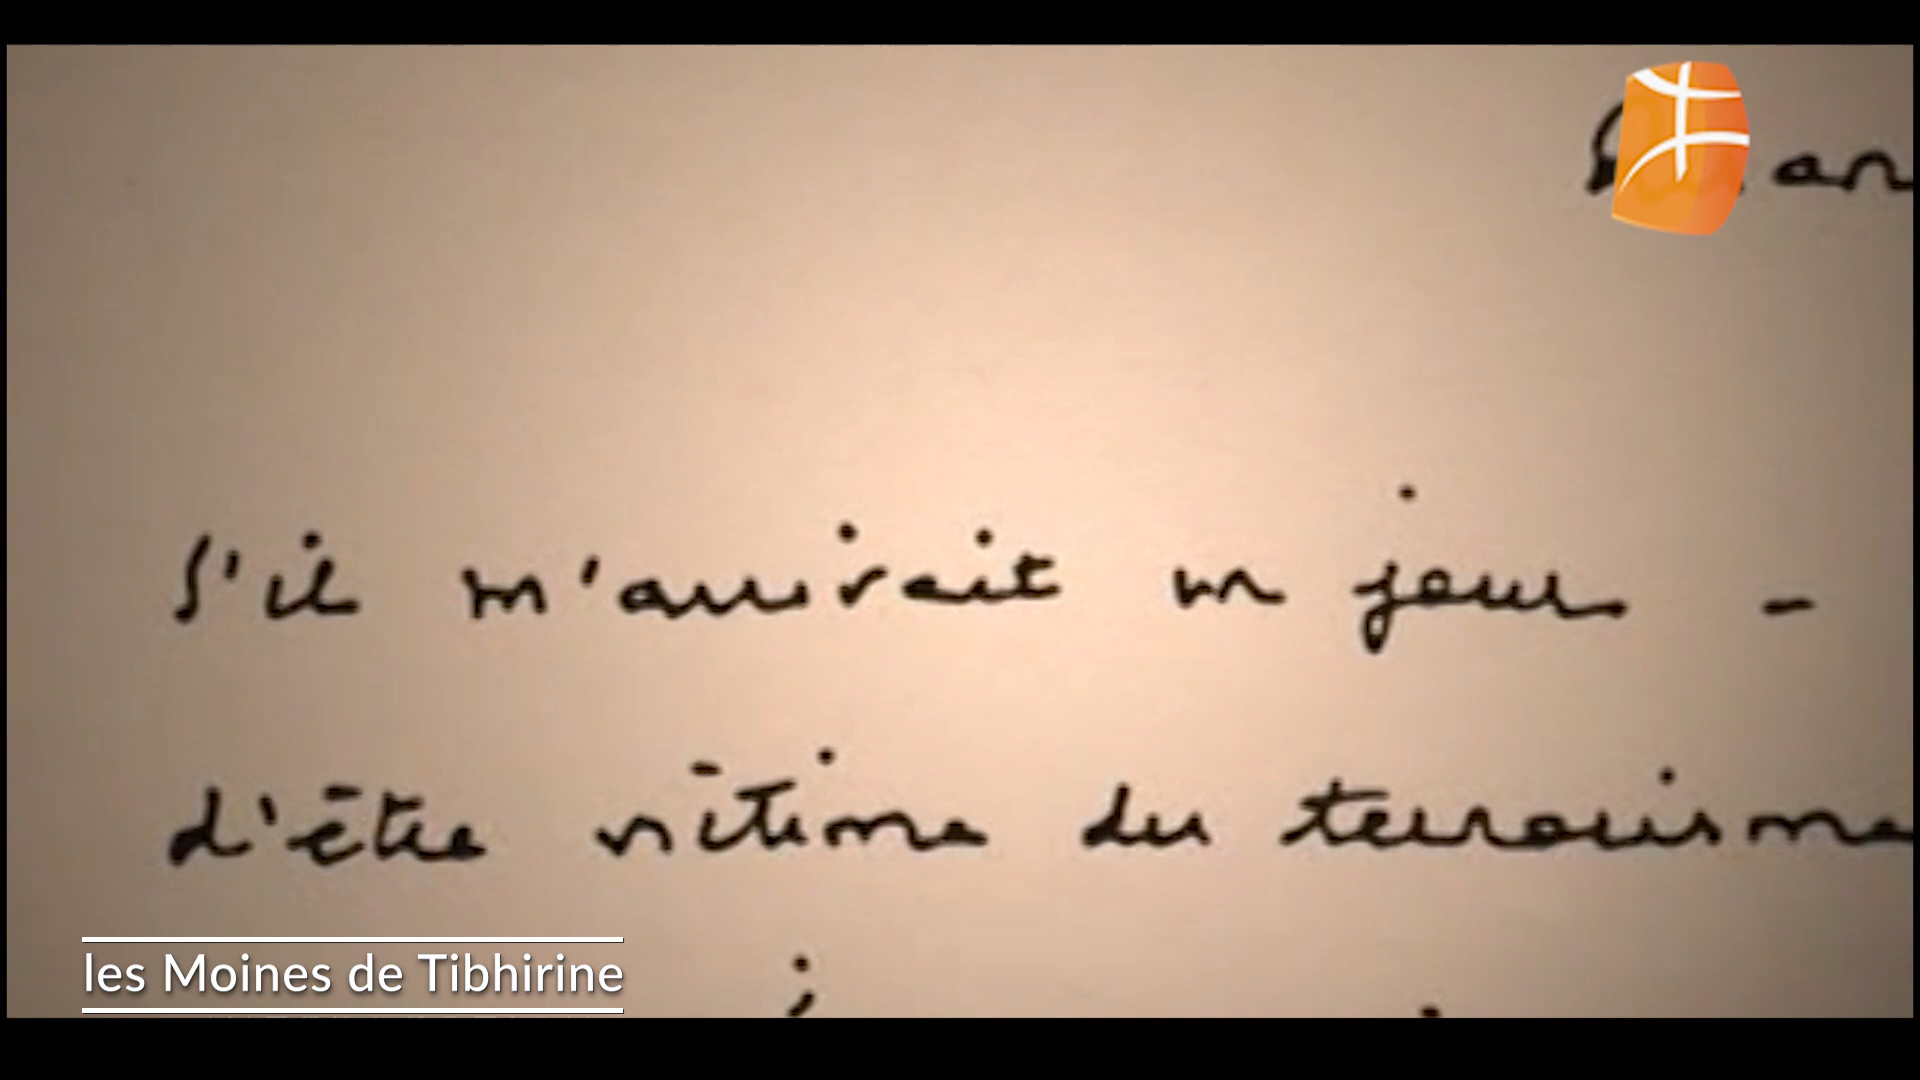 S'il m'arrivait un jour -
d'être victime du terrorisme
les Moines de Tibhirine